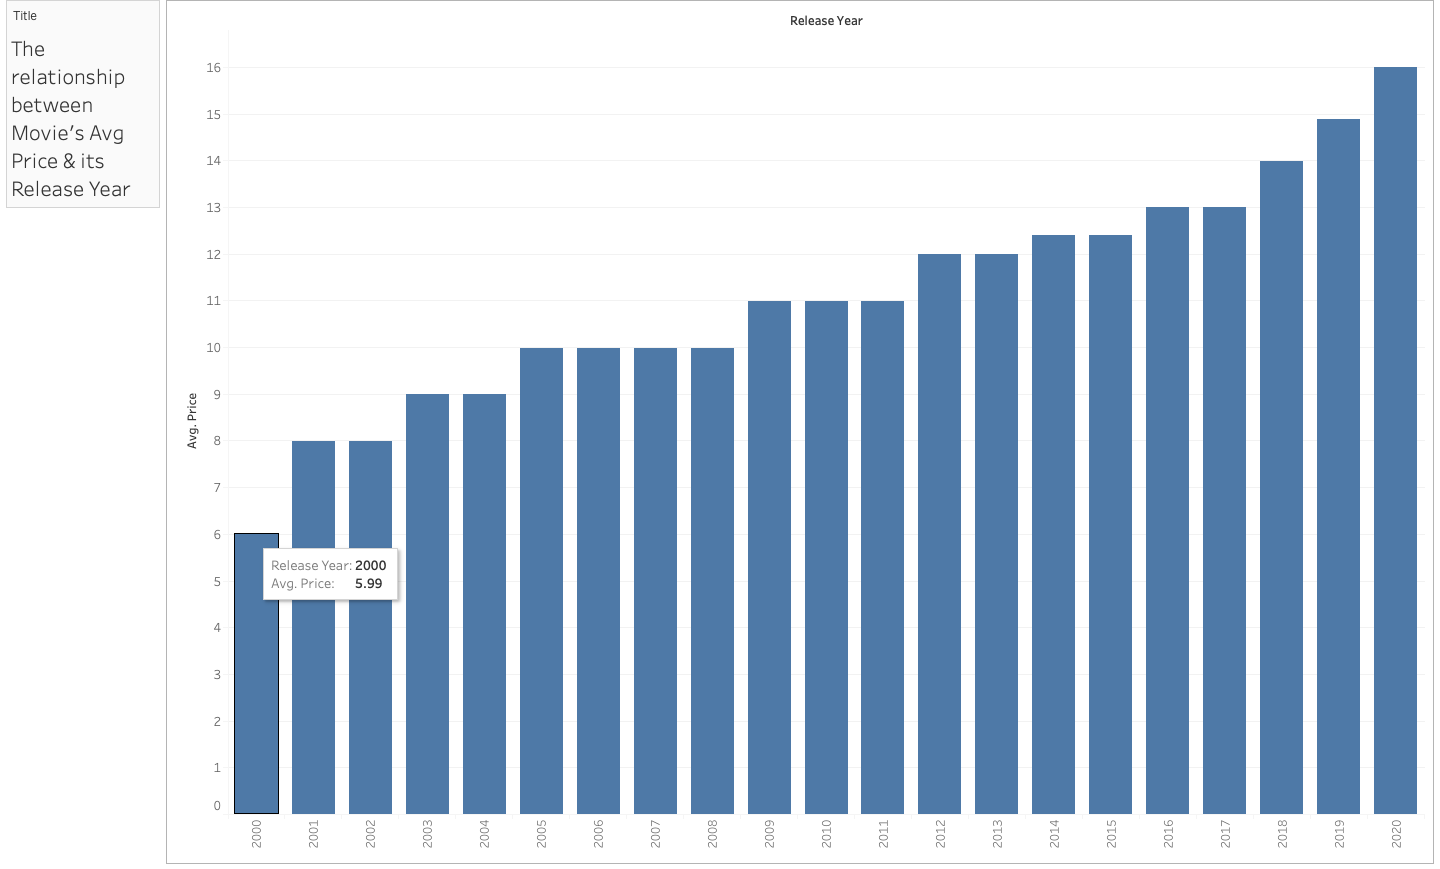 Title
The
relationship
between
Movie's Avg
Price & its
Release Year
Release Year
16
15
14
13
12
11
10
9
8
7
6
5
4
3
2
1
0
Avg. Price
Release Year: 2000
Avg. Price: 5.99
2000 2001 2002 2003 2004 2005 2006 2007 2008 2009 2010 2011 2012 2013 2014 2015 2016 2017 2018 2019 2020